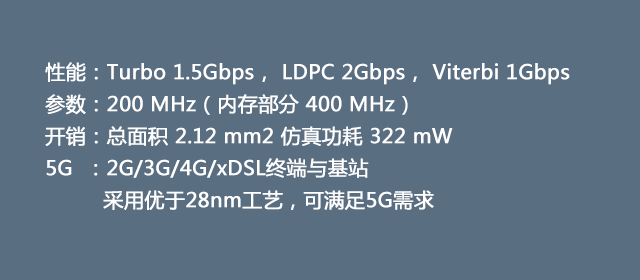 性能：Turbo 1.5Gbps， LDPC 2Gbps， Viterbi 1Gbps
参数：200 MHz（内存部分 400 MHz）
开销：总面积 2.12 mm2 仿真功耗 322 mW
5G ：2G/3G/4G/xDSL终端与基站
采用优于28nm工艺，可满足5G需求